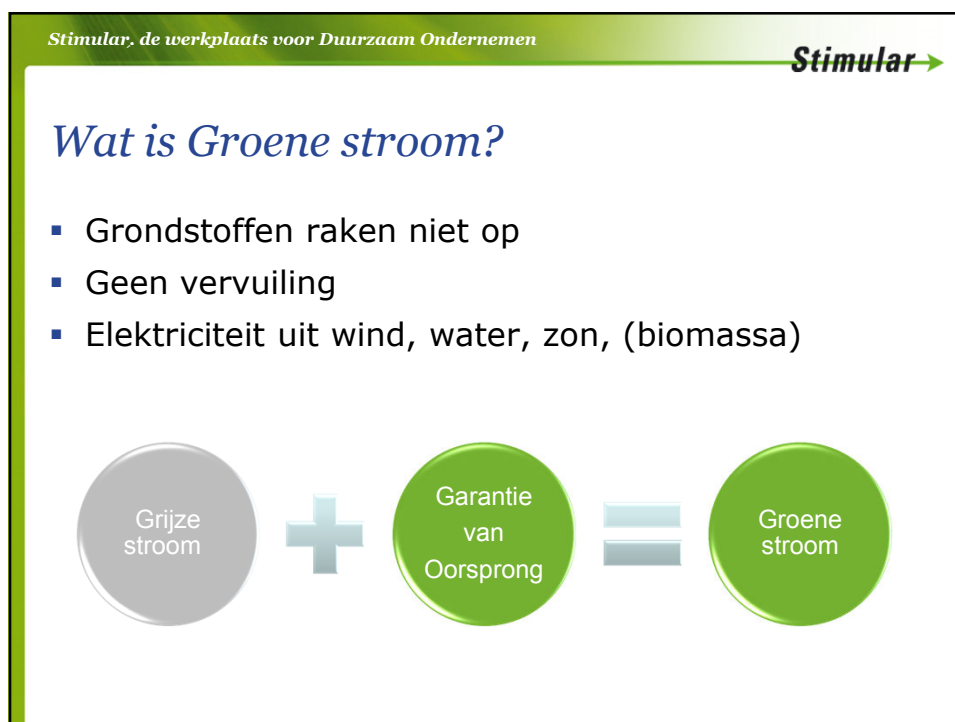 Stimular, de werkplaats voor Duurzaam Ondernemen
Stimular
Wat is Groene stroom?
Grondstoffen raken niet op
Geen vervuiling
Elektriciteit uit wind, water, zon, (biomassa)
Grijze
stroom
Garantie
van
Oorsprong
Groene
stroom